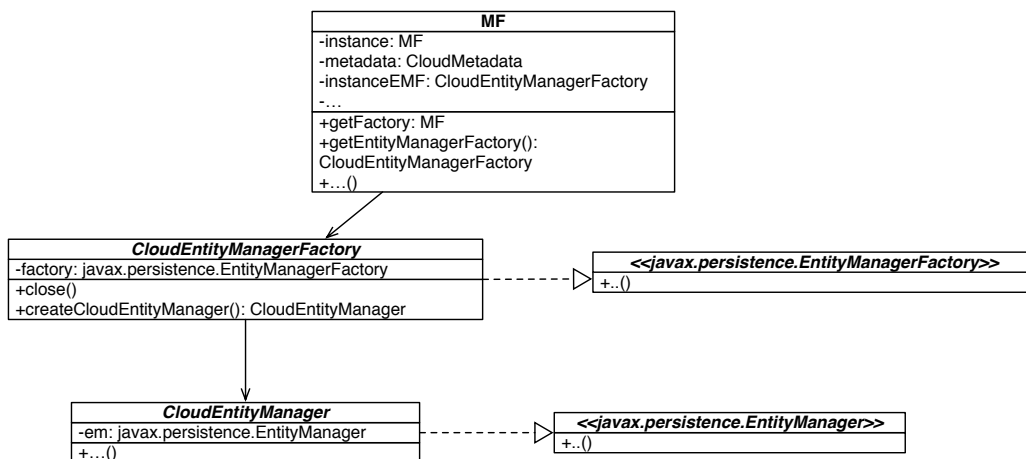 MF
-instance: MF
-metadata: CloudMetadata
-instanceEMF: CloudEntityManagerFactory
-...
+getFactory: MF
+getEntityManagerFactory():
CloudEntityManagerFactory
+...()
CloudEntityManagerFactory
-factory: javax.persistence.EntityManagerFactory
+close()
+createCloudEntityManager(): CloudEntityManager
<<javax.persistence.EntityManagerFactory>>
+..()
CloudEntityManager
-em: javax.persistence.EntityManager
+...()
<<javax.persistence.EntityManager>>
+..()